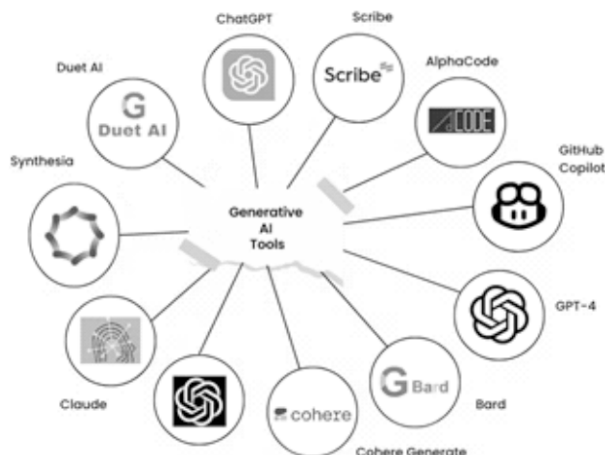 ChatGPT
Scribe
Duet AI
AlphaCode
Scribe
G
Duet AI
A.CODE
GitHub
Copilot
Synthesia
Generative
AI
Tools
GPT-4
G Bard
Claude
cohere
Bard
Cohere Generate